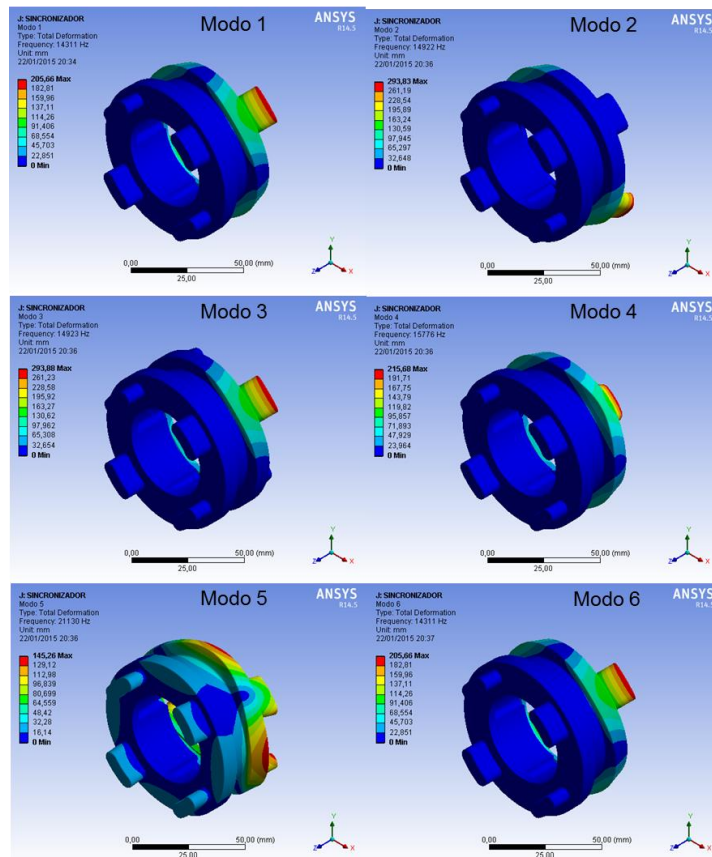 J: SINCRONIZADOR
Modo 1
Type: Total Deformation
Frequency: 14311 Hz
Unit: mm
22/01/2015 20:34
Modo 1
ANSYS
R14.5
205,66 Max
182,81
159,96
137,11
114,26
91,406
68,554
45,703
22,851
0 Min
0,00
50,00 (mm)
25,00
Y
Z
X
J: SINCRONIZADOR
Modo 2
Type: Total Deformation
Frequency: 14922 Hz
Unit: mm
22/01/2015 20:36
Modo 2
ANSYS
R14.5
293,83 Max
261,19
228,54
195,89
163,24
130,59
97,945
65,297
32,648
0 Min
0,00
50,00 (mm)
25,00
Y
Z
X
J: SINCRONIZADOR
Modo 3
Type: Total Deformation
Frequency: 14923 Hz
Unit: mm
22/01/2015 20:36
Modo 3
ANSYS
R14.5
293,88 Max
261,23
228,58
195,92
163,27
130,62
97,962
65,308
32,654
0 Min
0,00
50,00 (mm)
25,00
Y
Z
X
J: SINCRONIZADOR
Modo 4
Type: Total Deformation
Frequency: 15776 Hz
Unit: mm
22/01/2015 20:36
Modo 4
ANSYS
R14.5
215,68 Max
191,71
167,75
143,79
119,82
95,857
71,893
47,929
23,964
0 Min
0,00
50,00 (mm)
25,00
Y
Z
X
J: SINCRONIZADOR
Modo 5
Type: Total Deformation
Frequency: 21130 Hz
Unit: mm
22/01/2015 20:36
Modo 5
ANSYS
R14.5
145,26 Max
129,12
112,98
96,839
80,699
64,559
48,42
32,28
16,14
0 Min
0,00
50,00 (mm)
25,00
Y
Z
X
J: SINCRONIZADOR
Modo 6
Type: Total Deformation
Frequency: 14311 Hz
Unit: mm
22/01/2015 20:37
Modo 6
ANSYS
R14.5
205,66 Max
182,81
159,96
137,11
114,26
91,406
68,554
45,703
22,851
0 Min
0,00
50,00 (mm)
25,00
Y
Z
X